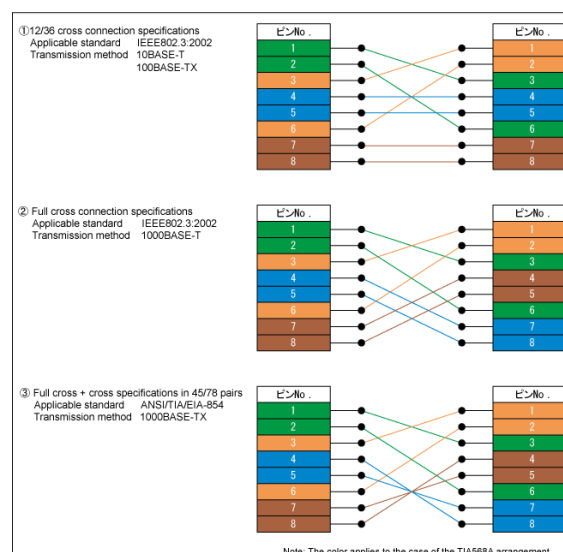 ①12/36 cross connection specifications
Applicable standard IEEE802.3:2002
Transmission method 10BASE-T
100BASE-TX
ピンNo.
1
2
3
4
5
6
7
8
ピンNo.
1
2
3
4
5
6
7
8
② Full cross connection specifications
Applicable standard IEEE802.3:2002
Transmission method 1000BASE-T
ピンNo.
1
2
3
4
5
6
7
8
ピンNo.
1
2
3
4
5
6
7
8
③ Full cross + cross specifications in 45/78 pairs
Applicable standard ANSI/TIA/EIA-854
Transmission method 1000BASE-TX
ピンNo.
1
2
3
4
5
6
7
8
ピンNo.
1
2
3
4
5
6
7
8
Note: The color applies to the case of the TIA568A arrangement